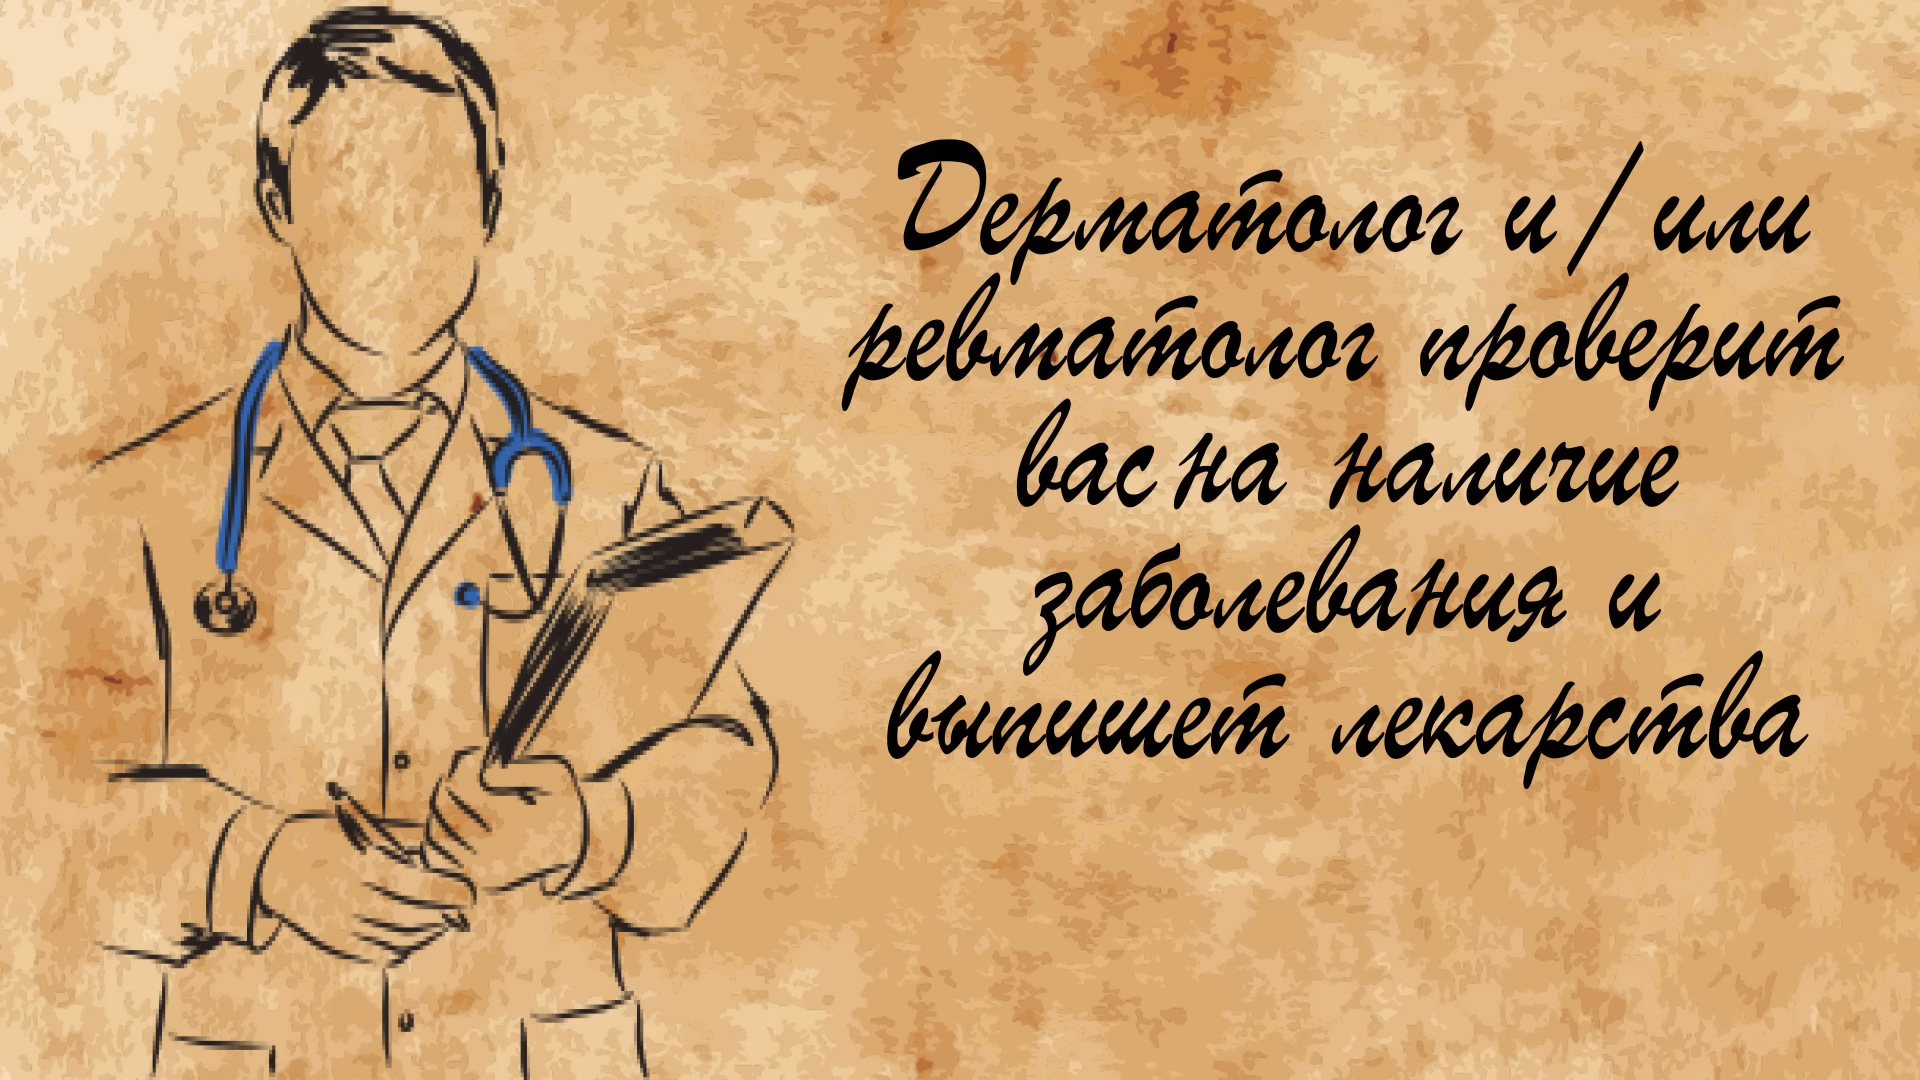 Дерматолог и/или
ревматолог проверит
вас на наличие
заболевания и
выпишет лекарства